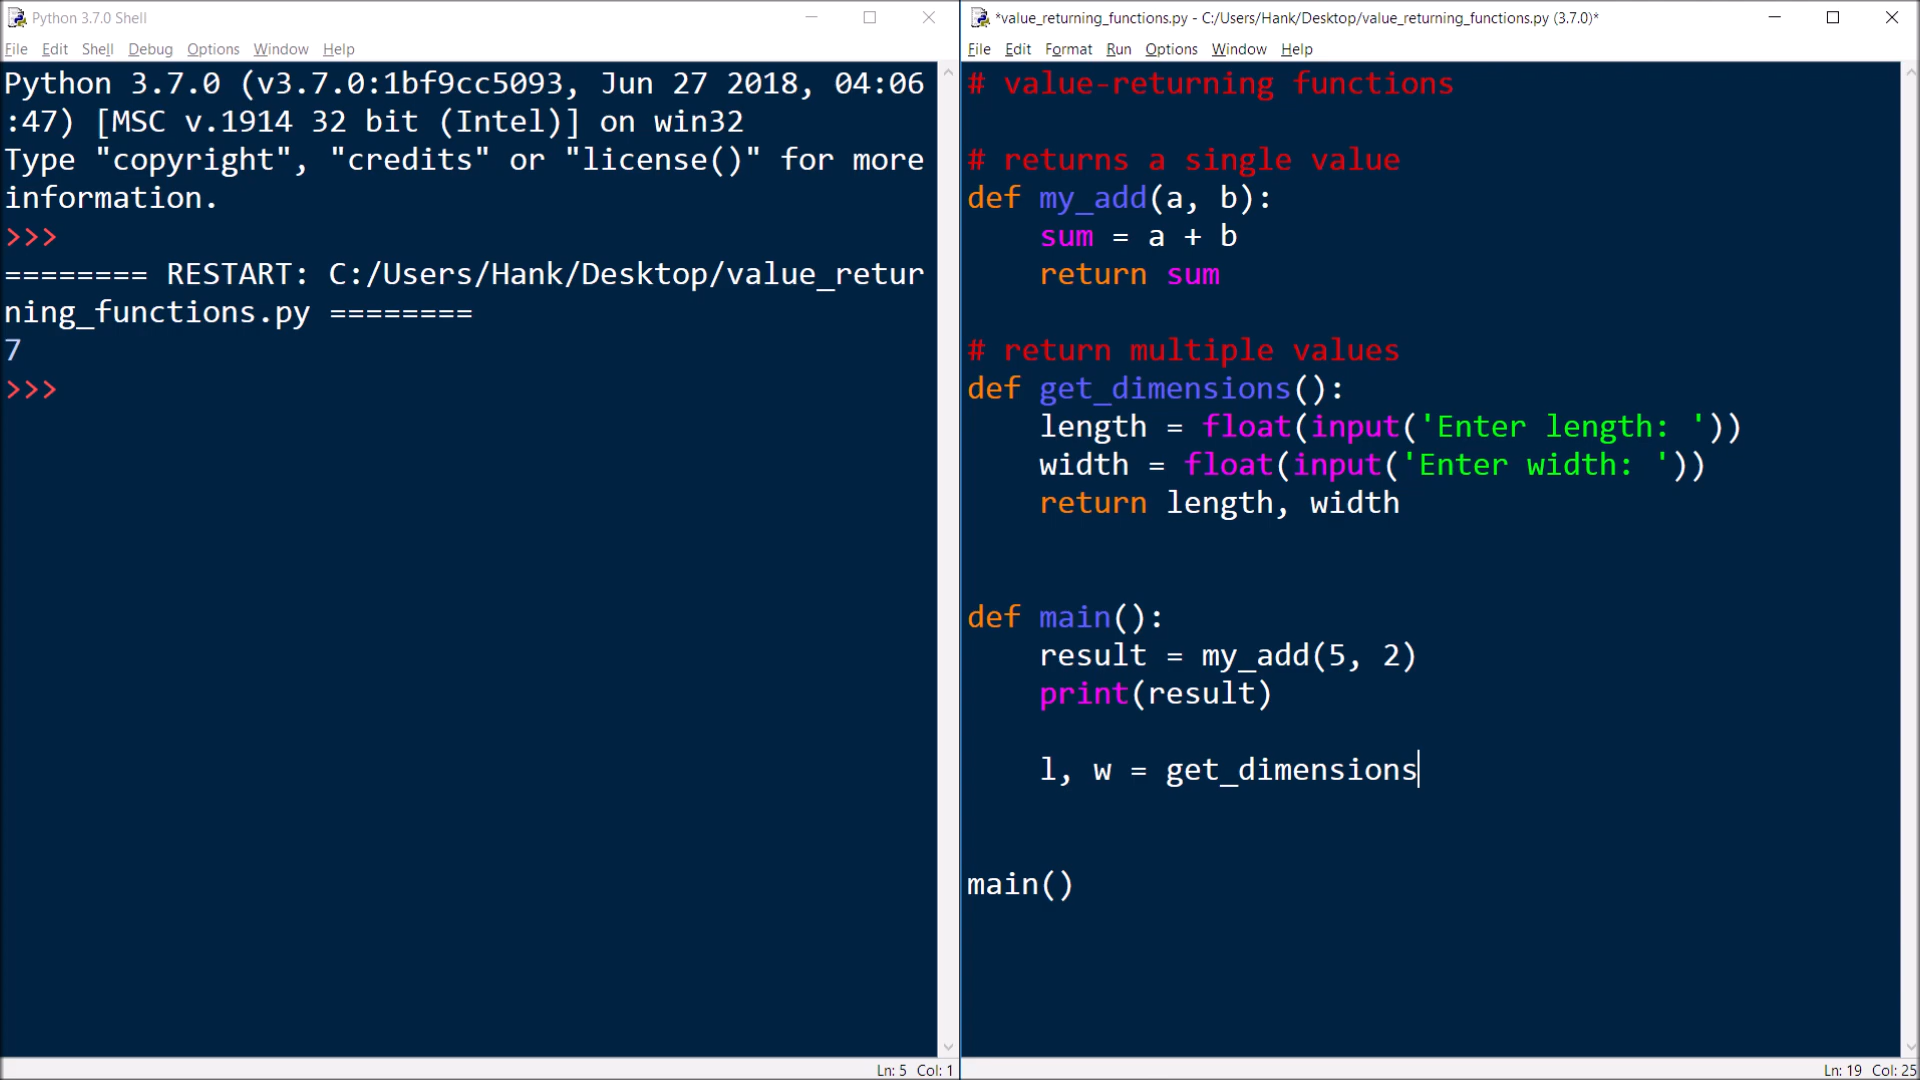 Python 3.7.0 Shell
File Edit Shell Debug Options Window Help
Python 3.7.0 (v3.7.0:1bf9cc5093, Jun 27 2018, 04:06
:47) [MSC v.1914 32 bit (Intel)] on win32
Type "copyright", "credits" or "license()" for more
information.
>>>
======== RESTART: C:/Users/Hank/Desktop/value_retur
ning_functions.py ========
7
>>>
Ln: 5 Col: 1
*value_returning_functions.py - C:/Users/Hank/Desktop/value_returning_functions.py (3.7.0)*
File Edit Format Run Options Window Help
# value-returning functions
# returns a single value
def my_add(a, b):
    sum = a + b
    return sum
# return multiple values
def get_dimensions():
    length = float(input('Enter length: '))
    width = float(input('Enter width: '))
    return length, width
def main():
    result = my_add(5, 2)
    print(result)
    l, w = get_dimensions
main()
Ln: 19 Col: 25